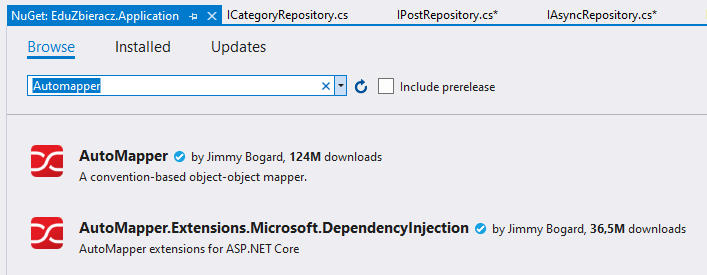 NuGet: EduZbieracz.Application ICategoryRepository.cs IPostRepository.cs* IAsyncRepository.cs*
Browse Installed Updates
Automapper Include prerelease
AutoMapper by Jimmy Bogard, 124M downloads
A convention-based object-object mapper.
AutoMapper.Extensions.Microsoft.DependencyInjection by Jimmy Bogard, 36,5M downloads
AutoMapper extensions for ASP.NET Core